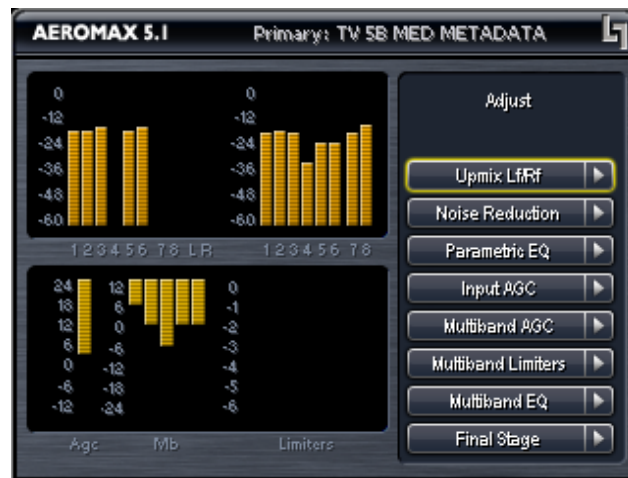 AEROMAX 5.1 Primary: TV 5B MED METADATA
Adjust
0 0
-12 -12
-24 -24
-36 -36
-48 -48
-60 -60
1 2 3 4 5 6 7 8 L R 1 2 3 4 5 6 7 8
24 12 0
18 6 -1
12 0 -2
6 -6 -3
0 -12 -4
-6 -18 -5
-12 -24 -6
Agc Mb Limiters
Upmix Lf/Rf
Noise Reduction
Parametric EQ
Input AGC
Multiband AGC
Multiband Limiters
Multiband EQ
Final Stage